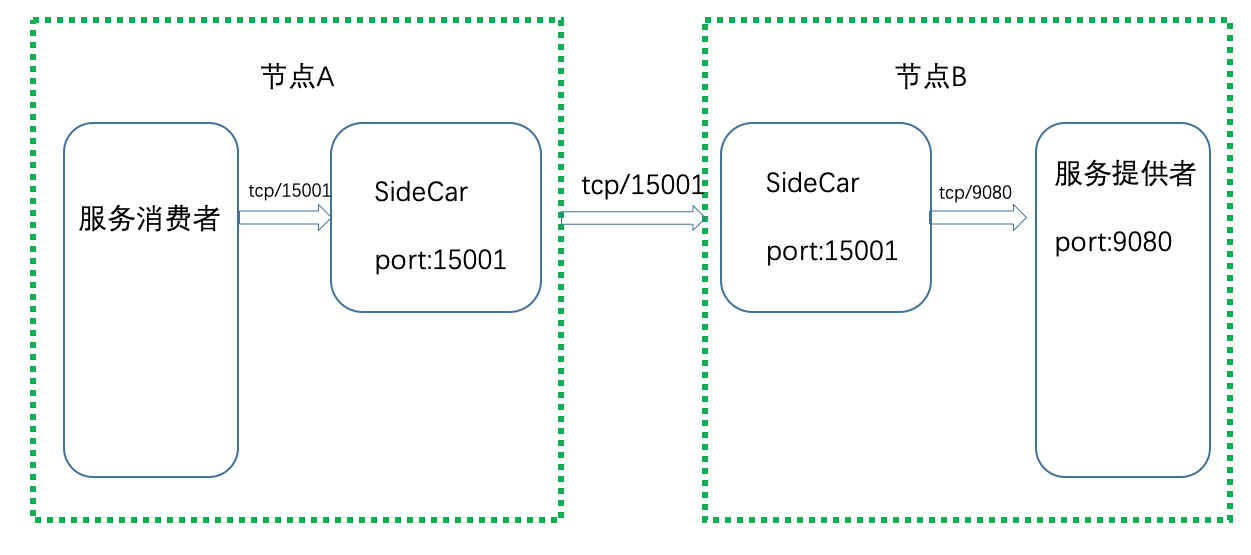 节点A
服务消费者
tcp/15001
SideCar
port:15001
tcp/15001
节点B
SideCar
port:15001
tcp/9080
服务提供者
port:9080